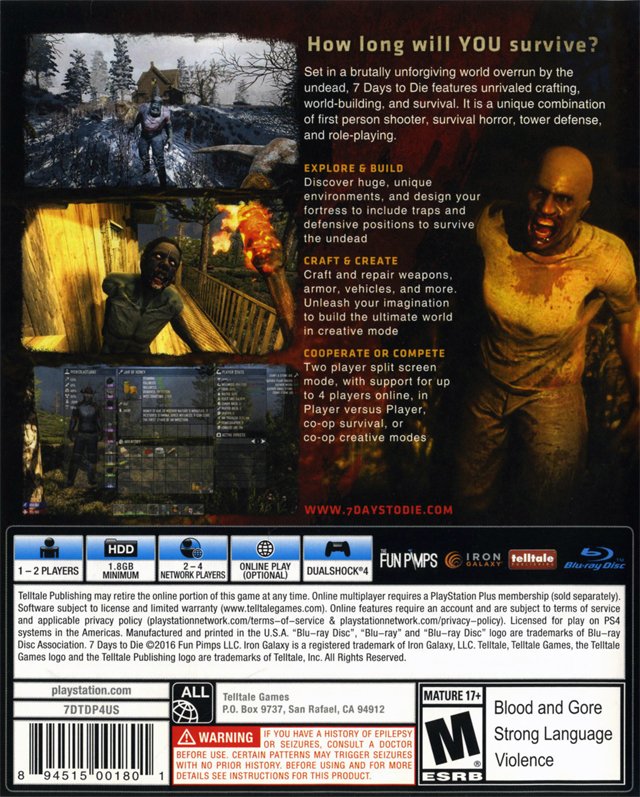 How long will YOU survive?
Set in a brutally unforgiving world overrun by the
undead, 7 Days to Die features unrivaled crafting,
world-building, and survival. It is a unique combination
of first person shooter, survival horror, tower defense,
and role-playing.
EXPLORE & BUILD
Discover huge, unique
environments, and design your
fortress to include traps and
defensive positions to survive
the undead
CRAFT & CREATE
Craft and repair weapons,
armor, vehicles, and more.
Unleash your imagination
to build the ultimate world
in creative mode
COOPERATE OR COMPETE
Two player split screen
mode, with support for up
to 4 players online, in
Player versus Player,
co-op survival, or
co-op creative modes
WWW.7DAYSTODIE.COM
JAR OF HONEY
PLAYER STATS
INVENTORY
1-2 PLAYERS
HDD
1.8GB
MINIMUM
2-4
NETWORK PLAYERS
ONLINE PLAY
(OPTIONAL)
DUALSHOCK®4
THE FUN PIMPS
IRON GALAXY
telltale PUBLISHING
Blu-ray Disc™
Telltale Publishing may retire the online portion of this game at any time. Online multiplayer requires a PlayStation Plus membership (sold separately).
Software subject to license and limited warranty (www.telltalegames.com). Online features require an account and are subject to terms of service
and applicable privacy policy (playstationnetwork.com/terms-of-service & playstationnetwork.com/privacy-policy). Licensed for play on PS4
systems in the Americas. Manufactured and printed in the U.S.A. “Blu-ray Disc”, “Blu-ray” and “Blu-ray Disc” logo are trademarks of Blu-ray
Disc Association. 7 Days to Die ©2016 Fun Pimps LLC. Iron Galaxy is a registered trademark of Iron Galaxy, LLC. Telltale, Telltale Games, the Telltale
Games logo and the Telltale Publishing logo are trademarks of Telltale, Inc. All Rights Reserved.
playstation.com
7DTDP4US
ALL
Telltale Games
P.O. Box 9737, San Rafael, CA 94912
WARNING IF YOU HAVE A HISTORY OF EPILEPSY
OR SEIZURES, CONSULT A DOCTOR
BEFORE USE. CERTAIN PATTERNS MAY TRIGGER SEIZURES
WITH NO PRIOR HISTORY. BEFORE USING AND FOR MORE
DETAILS SEE INSTRUCTIONS FOR THIS PRODUCT.
8 94515 00180 1
MATURE 17+
M
ESRB
Blood and Gore
Strong Language
Violence